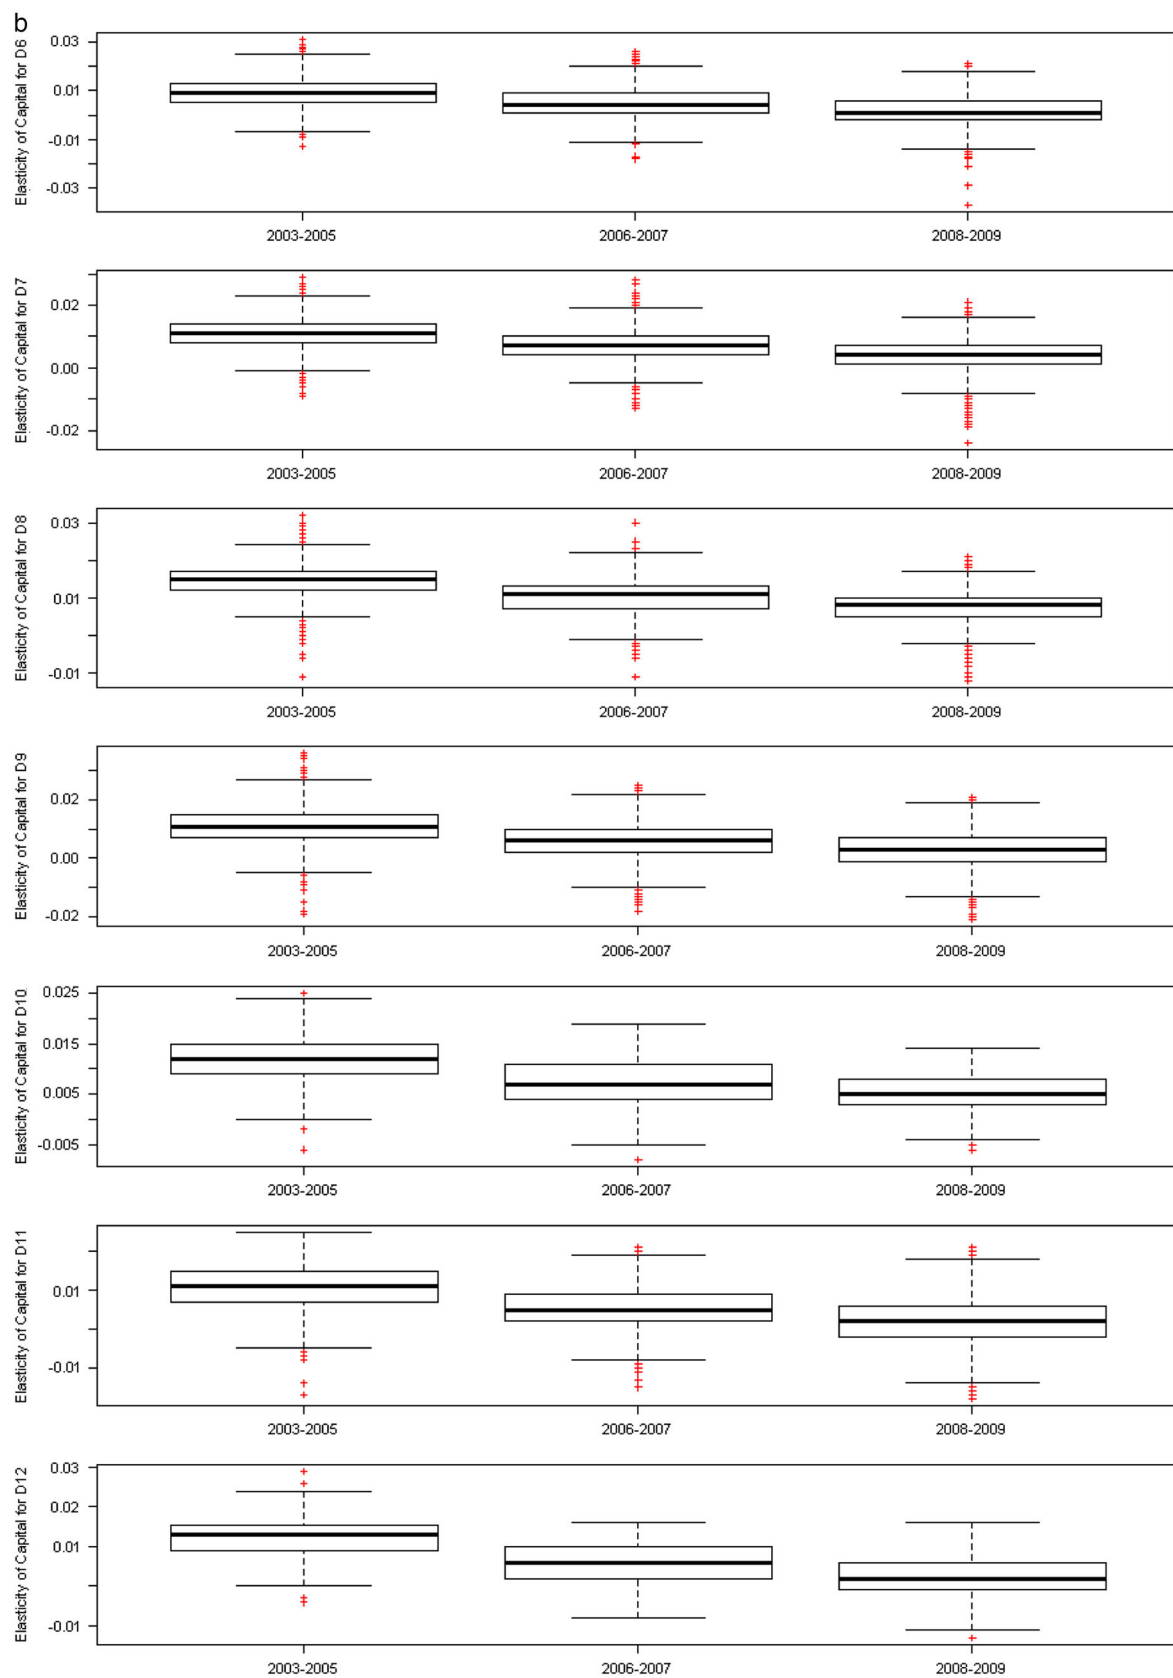 b
Elasticity of Capital for D6
0.03
0.01
-0.01
-0.03
2003-2005 2006-2007 2008-2009
Elasticity of Capital for D7
0.02
0.00
-0.02
2003-2005 2006-2007 2008-2009
Elasticity of Capital for D8
0.03
0.01
-0.01
2003-2005 2006-2007 2008-2009
Elasticity of Capital for D9
0.02
0.00
-0.02
2003-2005 2006-2007 2008-2009
Elasticity of Capital for D10
0.025
0.015
0.005
-0.005
2003-2005 2006-2007 2008-2009
Elasticity of Capital for D11
0.01
-0.01
2003-2005 2006-2007 2008-2009
Elasticity of Capital for D12
0.03
0.02
0.01
-0.01
2003-2005 2006-2007 2008-2009